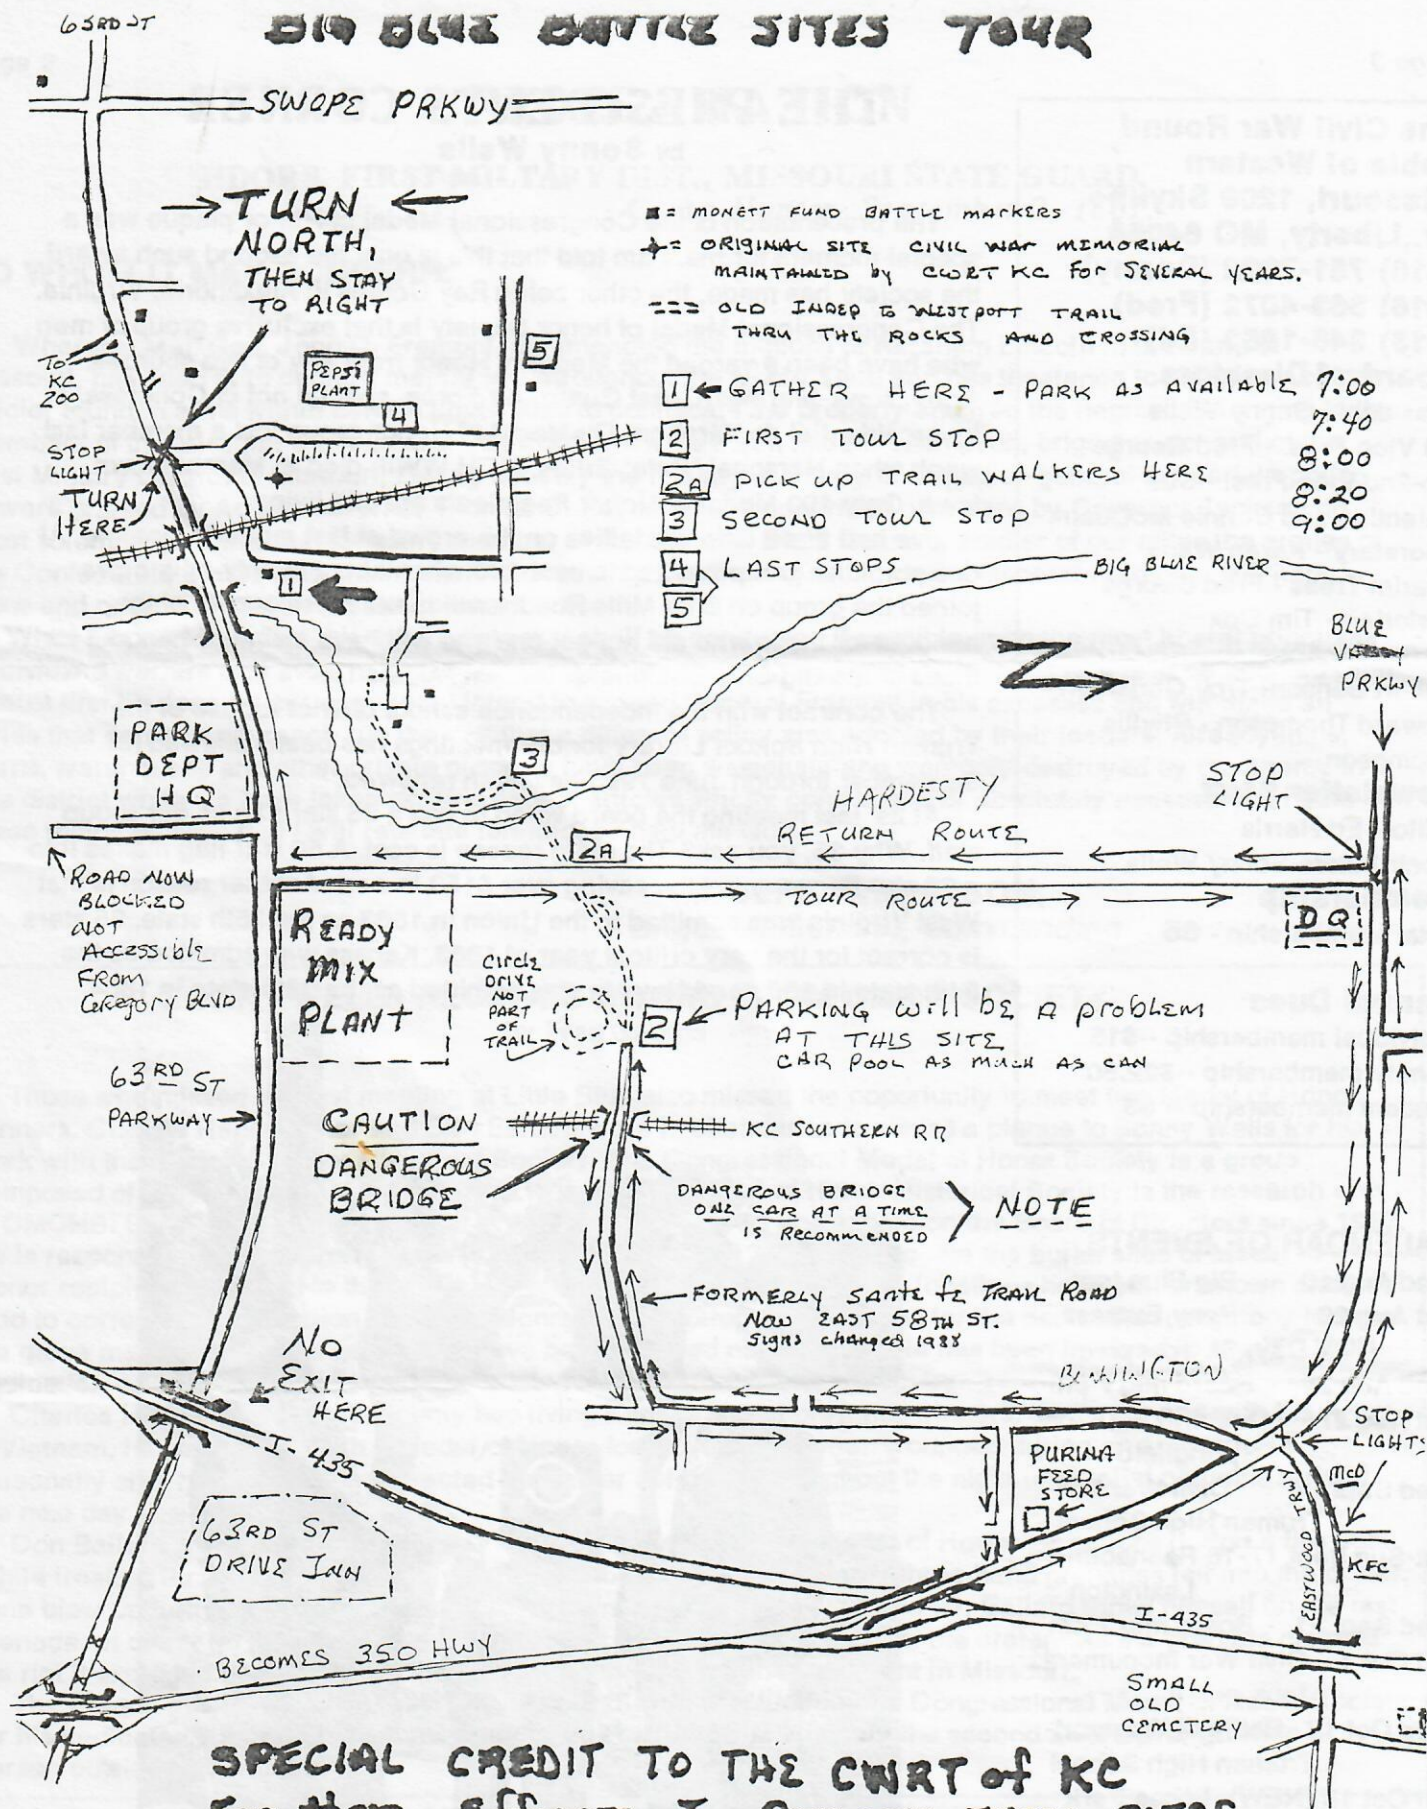 BIG BLUE BATTLE SITES TOUR
63RD ST
SWOPE PRKWY
TURN
NORTH,
THEN STAY
TO RIGHT
= MONETT FUND BATTLE MARKERS
= ORIGINAL SITE CIVIL WAR MEMORIAL
MAINTAINED by CWRT KC FOR SEVERAL YEARS.
--- = OLD INDEP TO WESTPORT TRAIL
THRU THE ROCKS AND CROSSING
TO
KC
ZOO
PEPSI
PLANT
4
5
1 ← GATHER HERE - PARK AS AVAILABLE 7:00
7:40
2 FIRST TOUR STOP 8:00
2A PICK UP TRAIL WALKERS HERE 8:20
3 SECOND TOUR STOP 9:00
4 LAST STOPS
5
STOP
LIGHT
TURN
HERE
1
BIG BLUE RIVER
BLUE
PRKWY
N
PARK
DEPT
HQ
3
HARDESTY
STOP
LIGHT
2A
RETURN ROUTE
TOUR ROUTE
DQ
ROAD NOW
BLOCKED
NOT
ACCESSIBLE
FROM
GREGORY BLVD
READY
MIX
PLANT
CIRCLE
DRIVE
NOT
PART
OF
TRAIL
2 PARKING WILL BE A PROBLEM
AT THIS SITE
CAR POOL AS MUCH AS CAN
63RD ST
PARKWAY
CAUTION
DANGEROUS
BRIDGE
KC SOUTHERN RR
DANGEROUS BRIDGE
ONE CAR AT A TIME
IS RECOMMENDED
NOTE
FORMERLY SANTE FE TRAIL ROAD
NOW EAST 58TH ST.
SIGNS CHANGED 1988
NO
EXIT
HERE
BENNINGTON
I-435
STOP
LIGHTS
PURINA
FEED
STORE
McD
EASTWOOD TRWY
KFC
63RD ST
DRIVE INN
I-435
BECOMES 350 HWY
SMALL
OLD
CEMETERY
SPECIAL CREDIT TO THE CWRT of KC